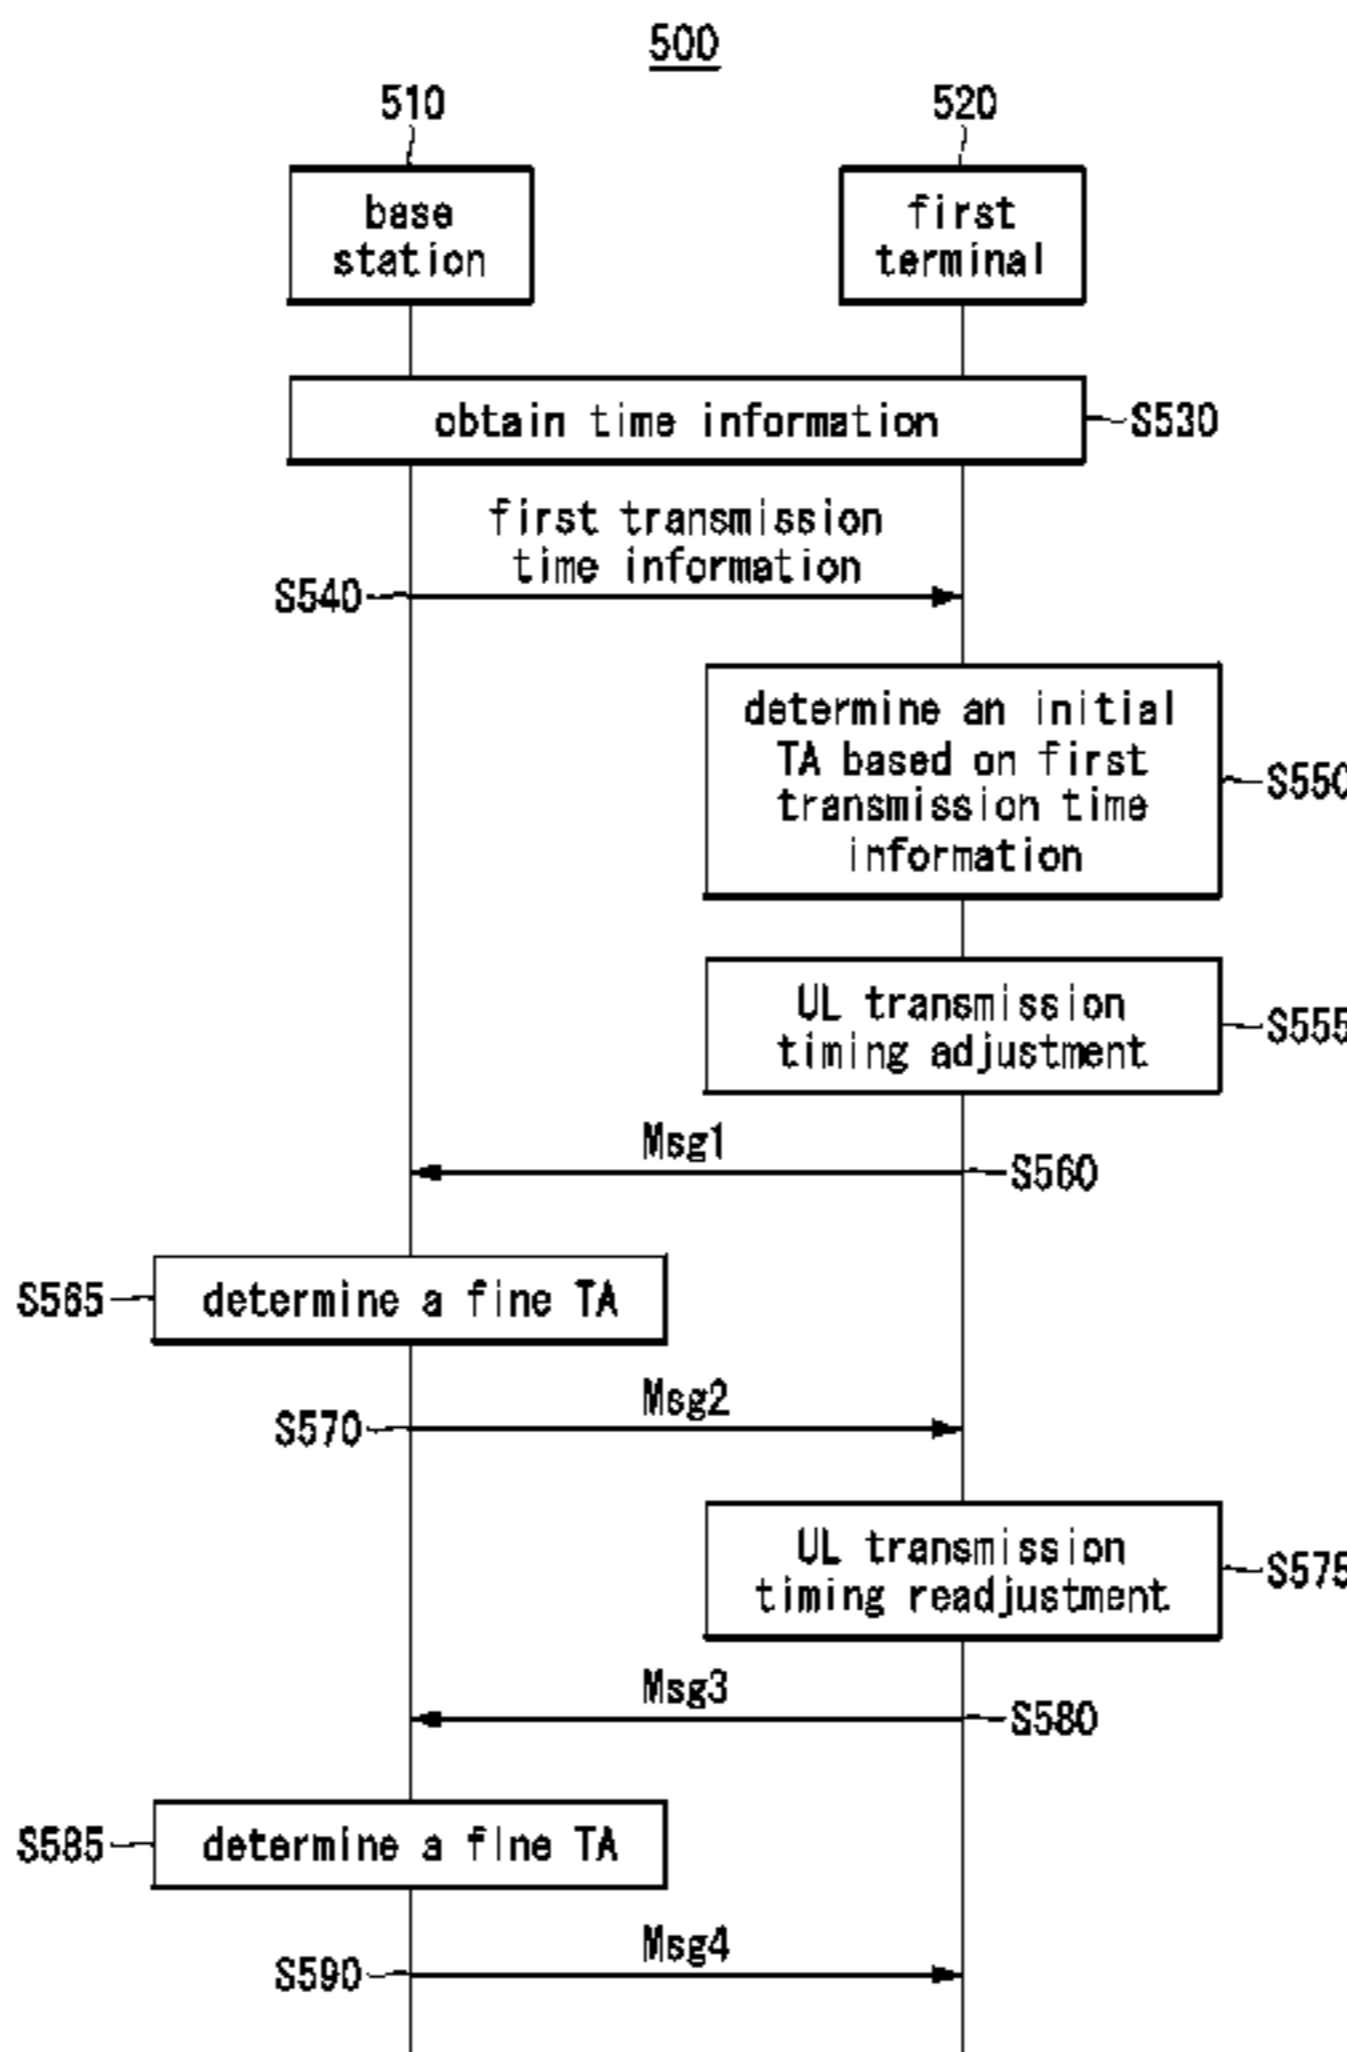 500
510
520
base
station
first
terminal
obtain time information
S530
first transmission
time information
S540
determine an initial
TA based on first
transmission time
information
S550
UL transmission
timing adjustment
S555
Msg1
S560
S565
determine a fine TA
Msg2
S570
UL transmission
timing readjustment
S575
Msg3
S580
S585
determine a fine TA
Msg4
S590